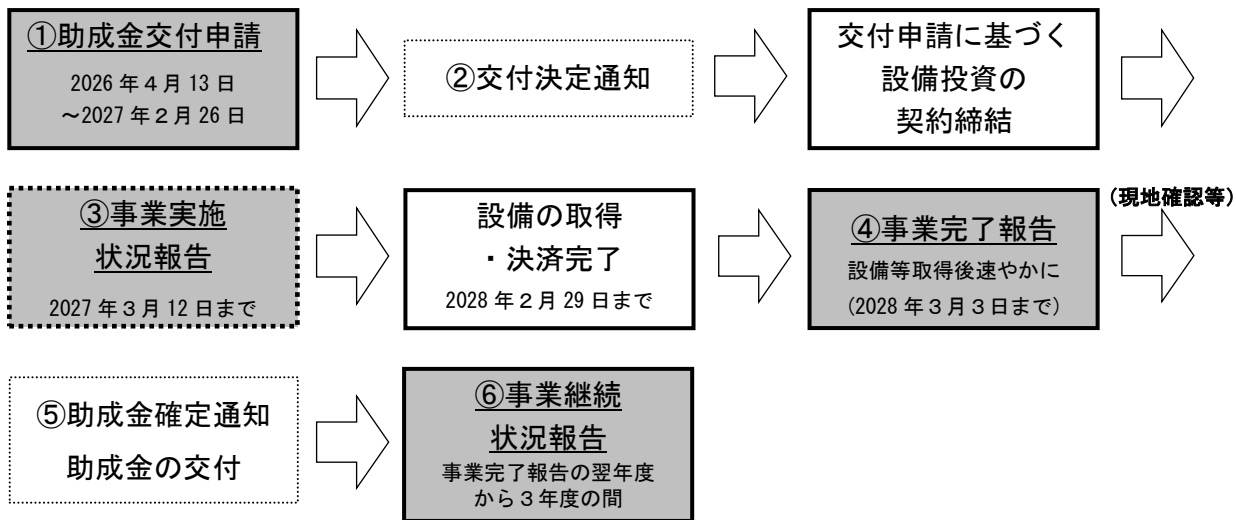 ①助成金交付申請
2026年４月13日
～2027年２月26日
②交付決定通知
交付申請に基づく
設備投資の
契約締結
③事業実施
状況報告
2027年３月12日まで
設備の取得
・決済完了
2028年２月29日まで
④事業完了報告
設備等取得後速やかに
(2028年３月３日まで)
(現地確認等)
⑤助成金確定通知
助成金の交付
⑥事業継続
状況報告
事業完了報告の翌年度
から３年度の間